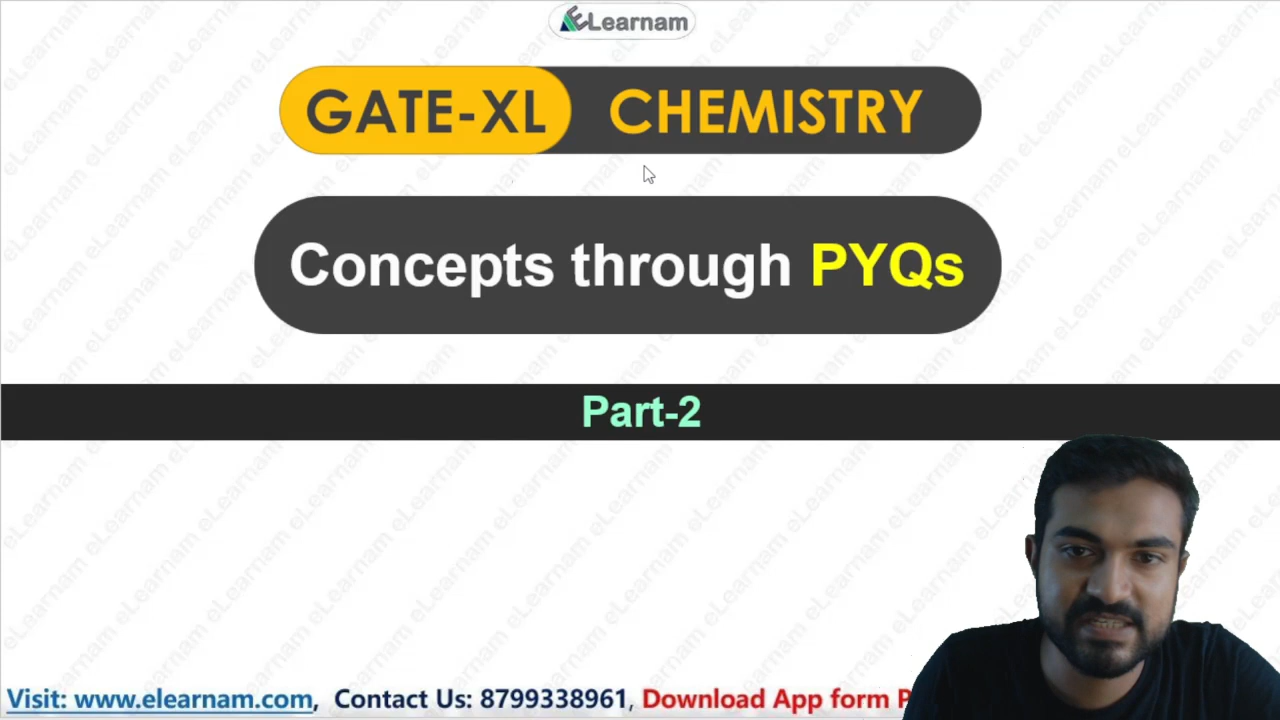 ELearnam
GATE-XL CHEMISTRY
Concepts through PYQs
Part-2
Visit: www.elearnam.com, Contact Us: 8799338961, Download App form P